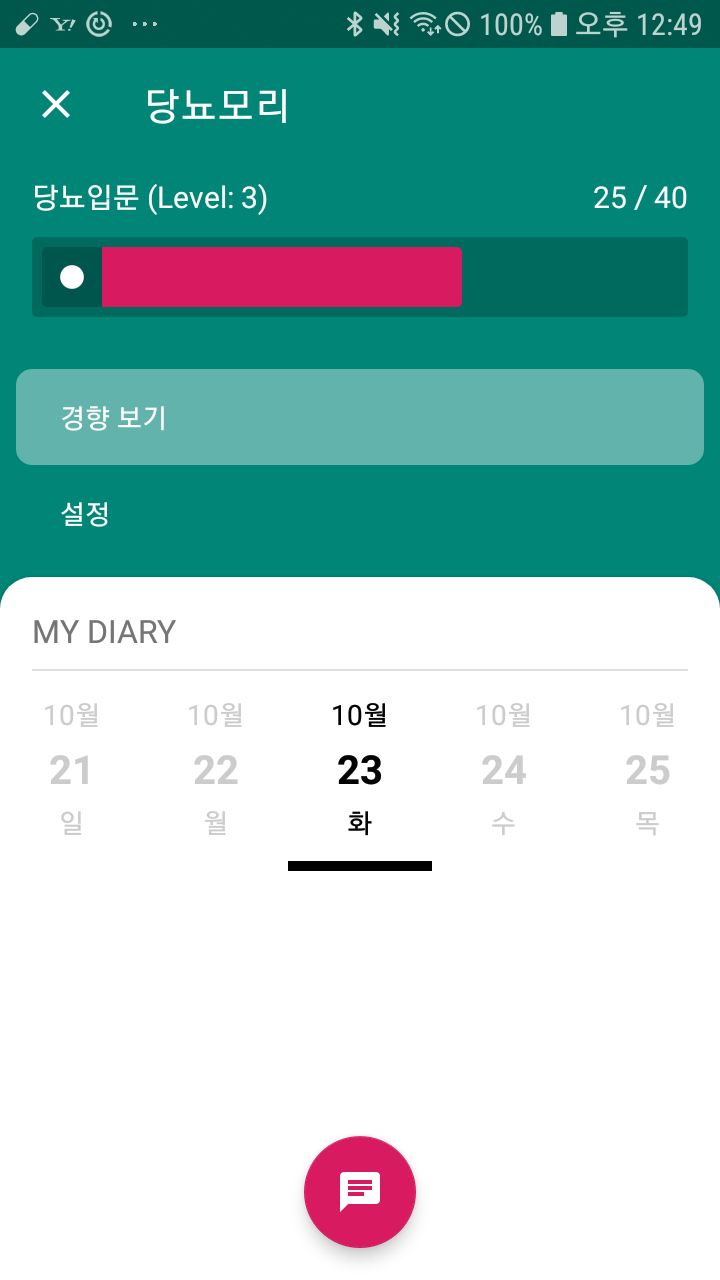 100% 오후 12:49
당뇨모리
당뇨입문 (Level: 3) 25 / 40
경향 보기
설정
MY DIARY
10월 10월 10월 10월 10월
21 22 23 24 25
일 월 화 수 목